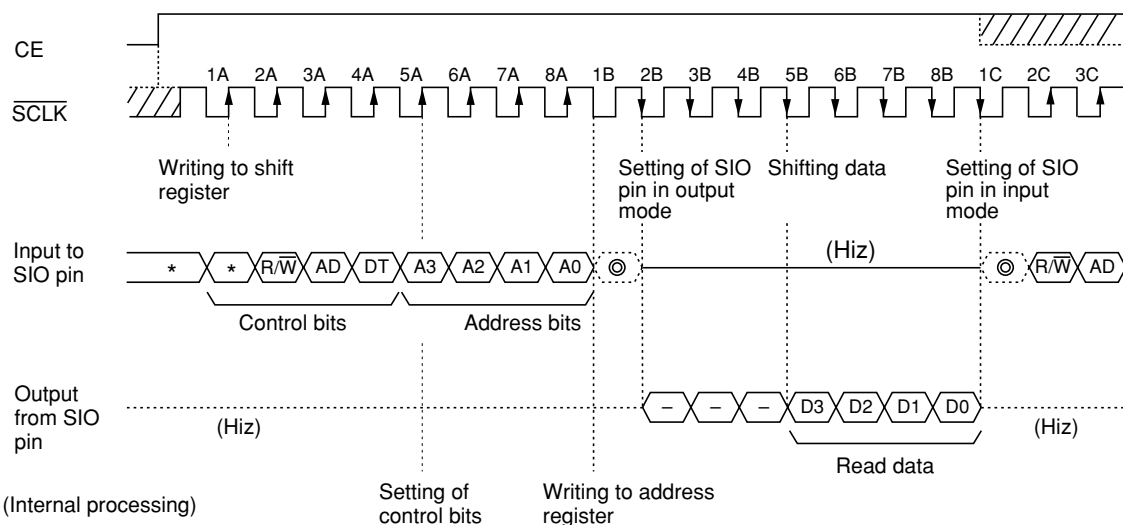 CE
1A 2A 3A 4A 5A 6A 7A 8A 1B 2B 3B 4B 5B 6B 7B 8B 1C 2C 3C
S̅C̅L̅K̅
Writing to shift
register
Setting of SIO
pin in output
mode
Shifting data
Setting of SIO
pin in input
mode
Input to
SIO pin
* * R/W̅ AD DT A3 A2 A1 A0 ◎ (Hiz) ◎ R/W̅ AD
Control bits
Address bits
Output
from SIO
pin
(Hiz)
– – – D3 D2 D1 D0
(Hiz)
Read data
(Internal processing)
Setting of
control bits
Writing to address
register